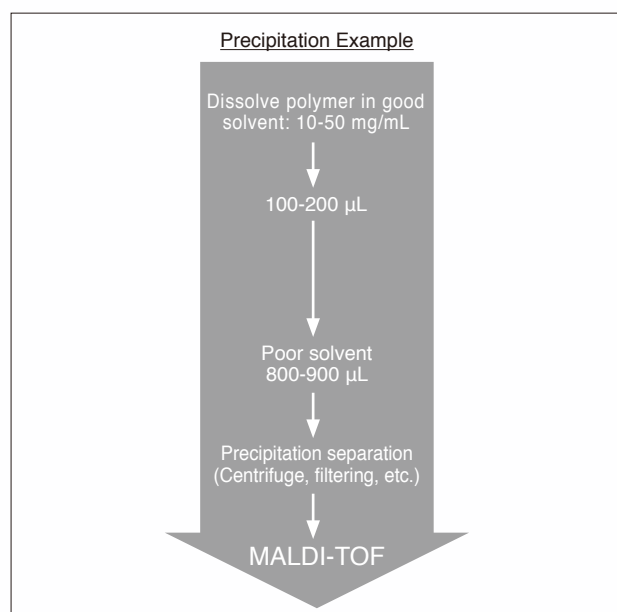 Precipitation Example
Dissolve polymer in good
solvent: 10-50 mg/mL
100-200 µL
Poor solvent
800-900 µL
Precipitation separation
(Centrifuge, filtering, etc.)
MALDI-TOF